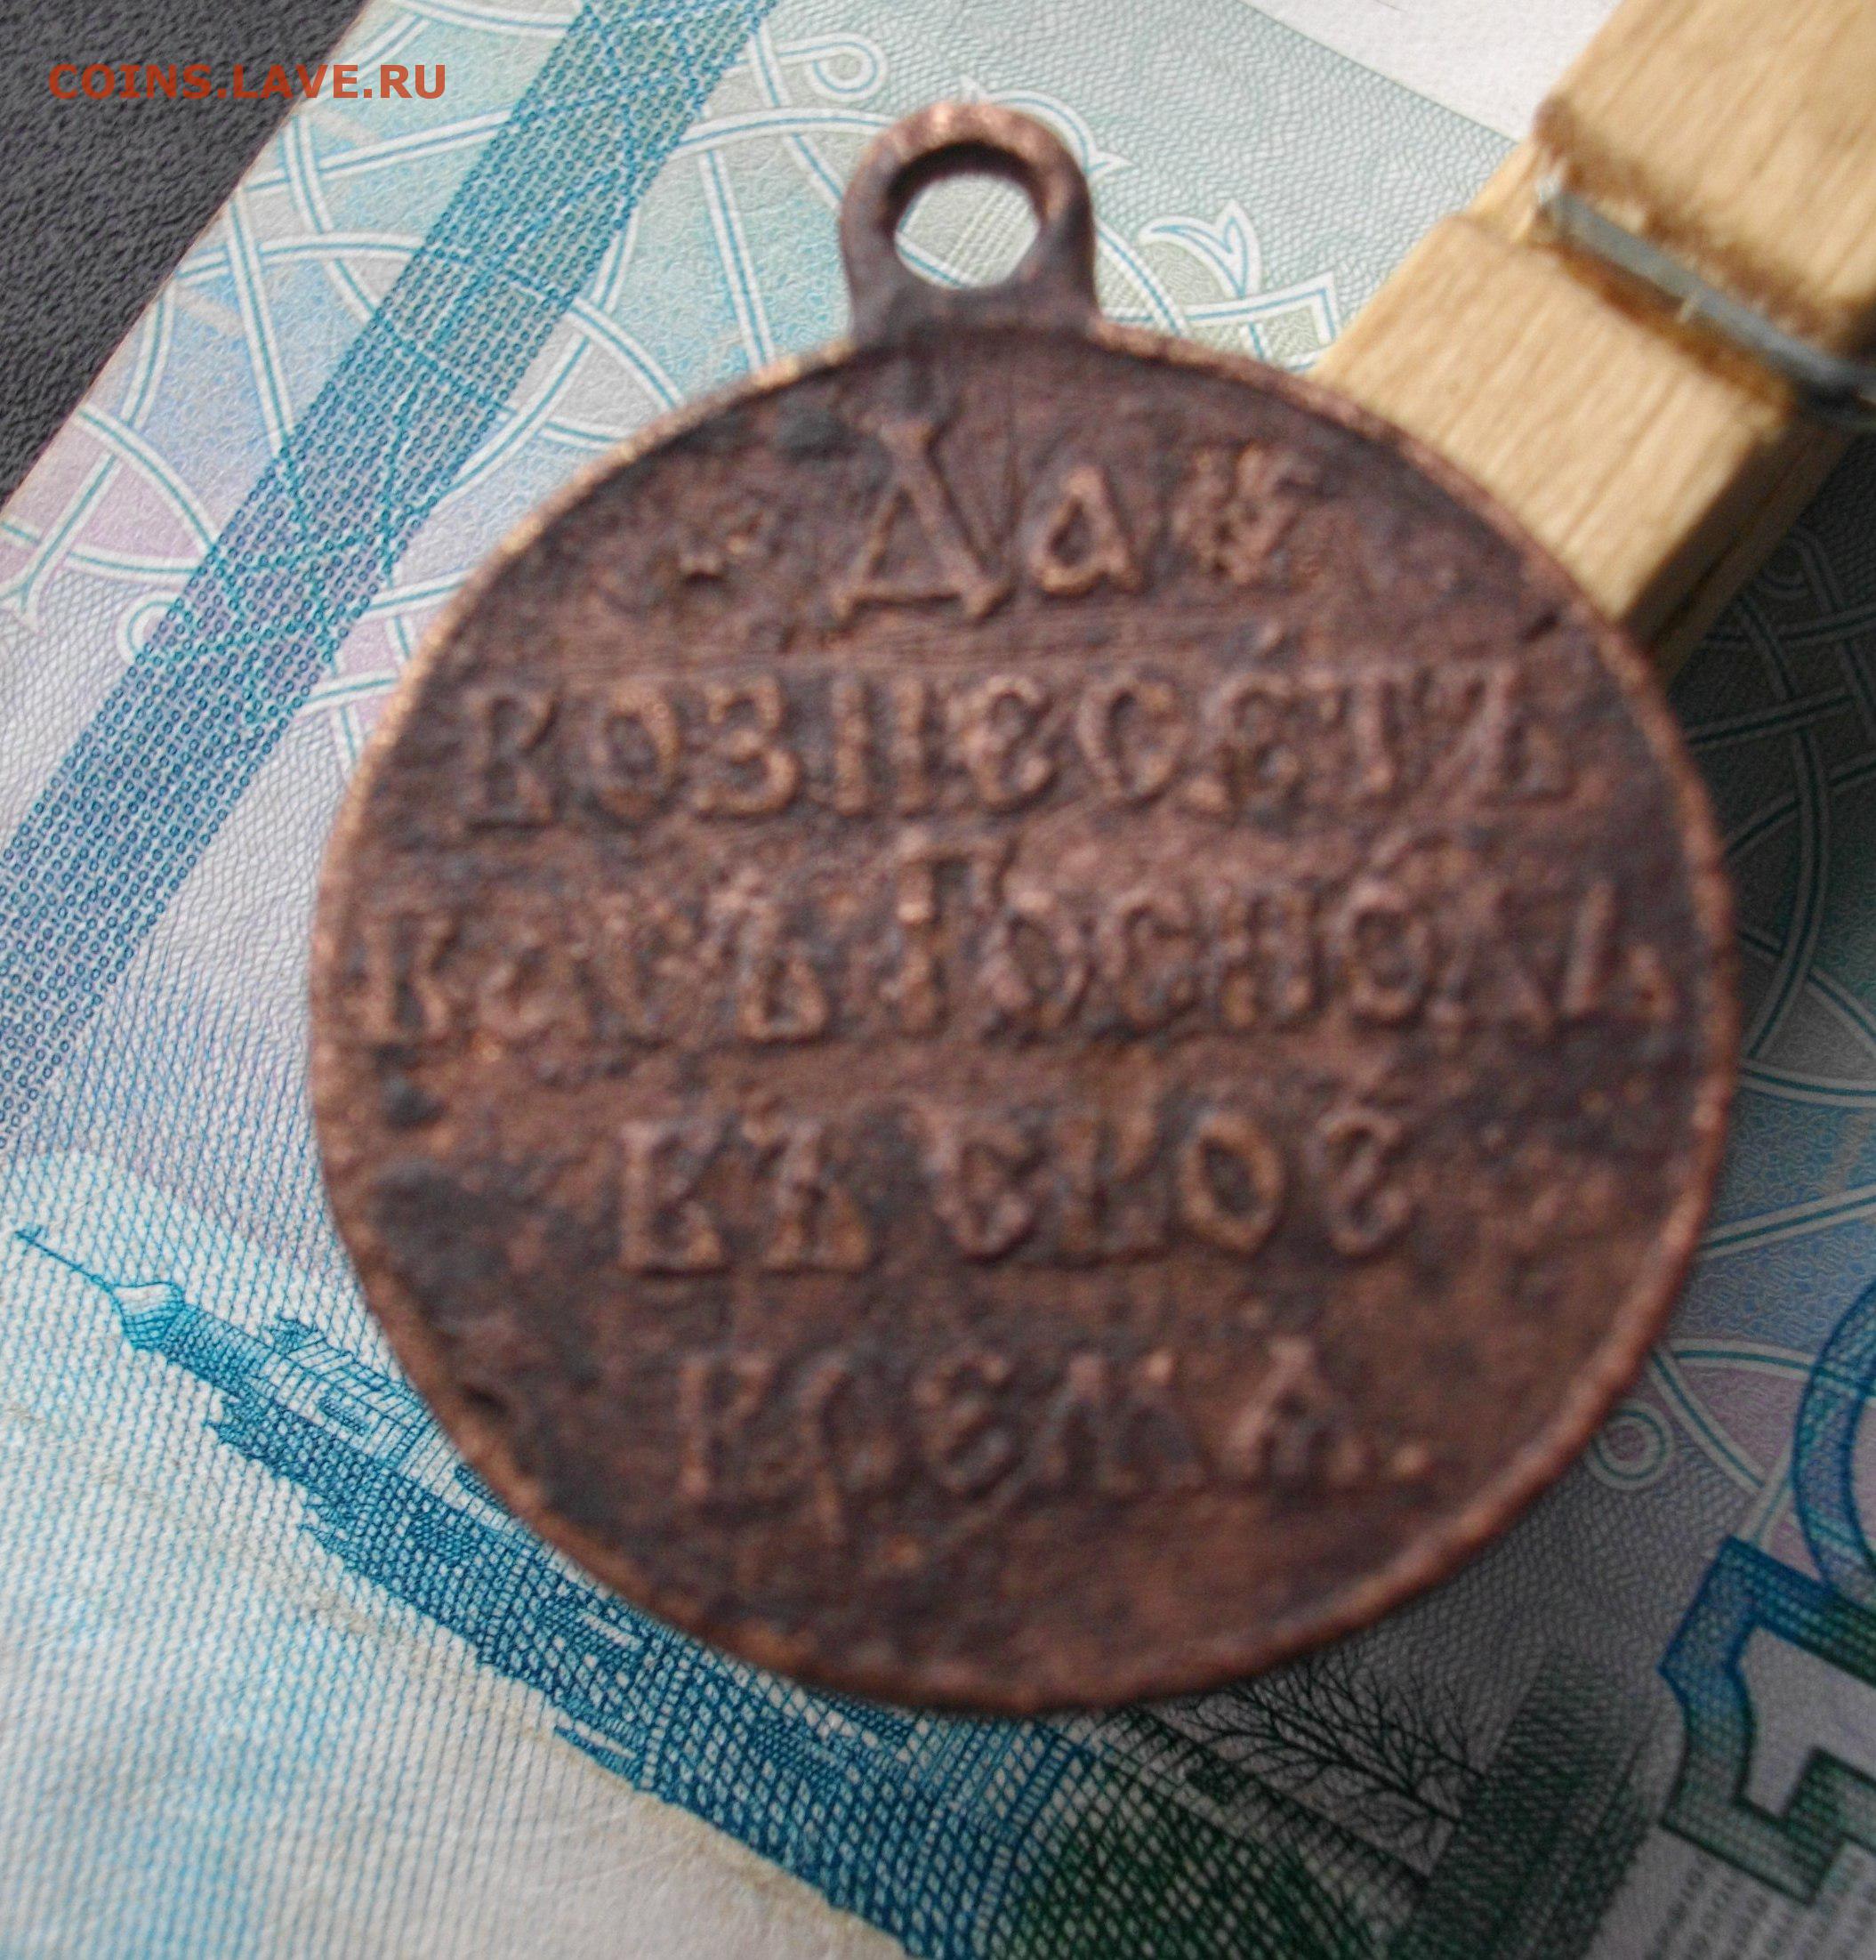 COINS.LAVE.RU
Да
ВОЗНЕСЕТЪ
ВАСЪ ГОСПОДЬ
ВЪ СВОЕ
ВРЕМЯ.